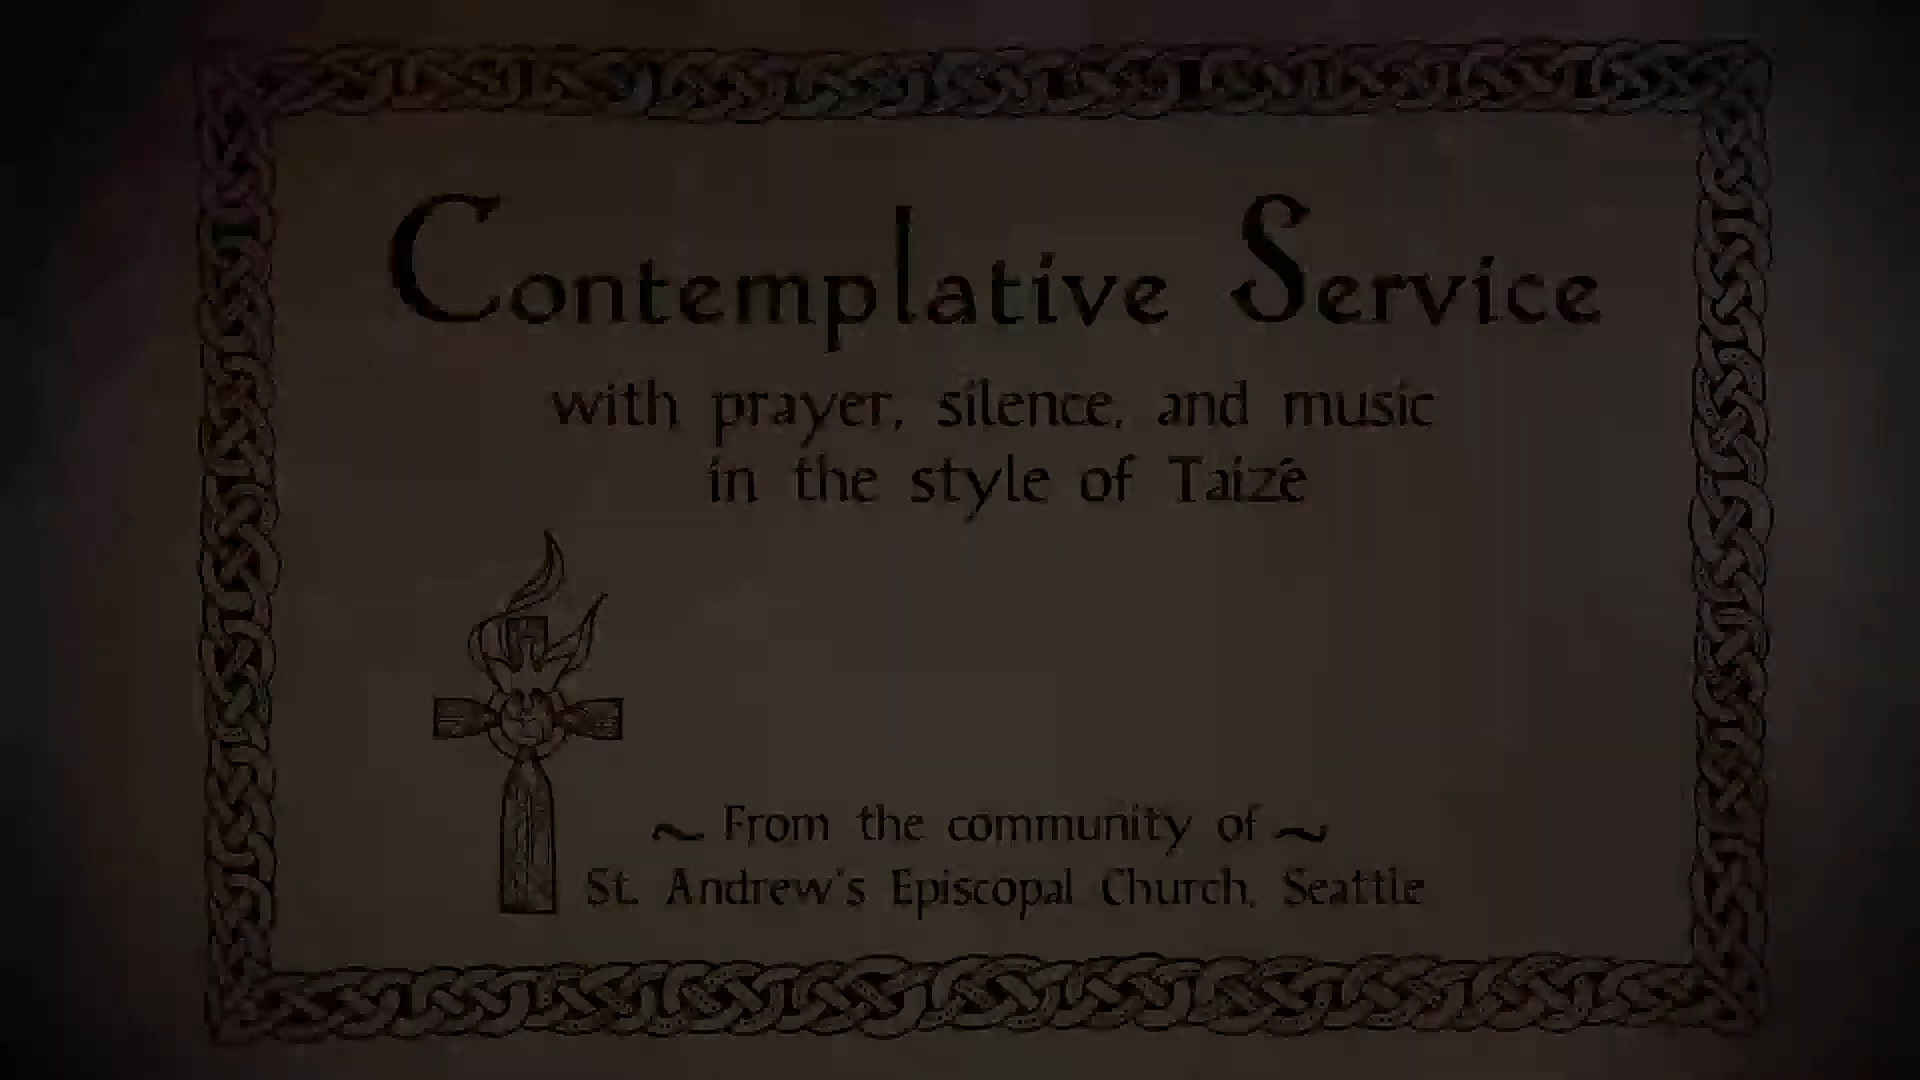 Contemplative Service
with prayer, silence, and music
in the style of Taizé
~ From the community of ~
St. Andrew's Episcopal Church, Seattle